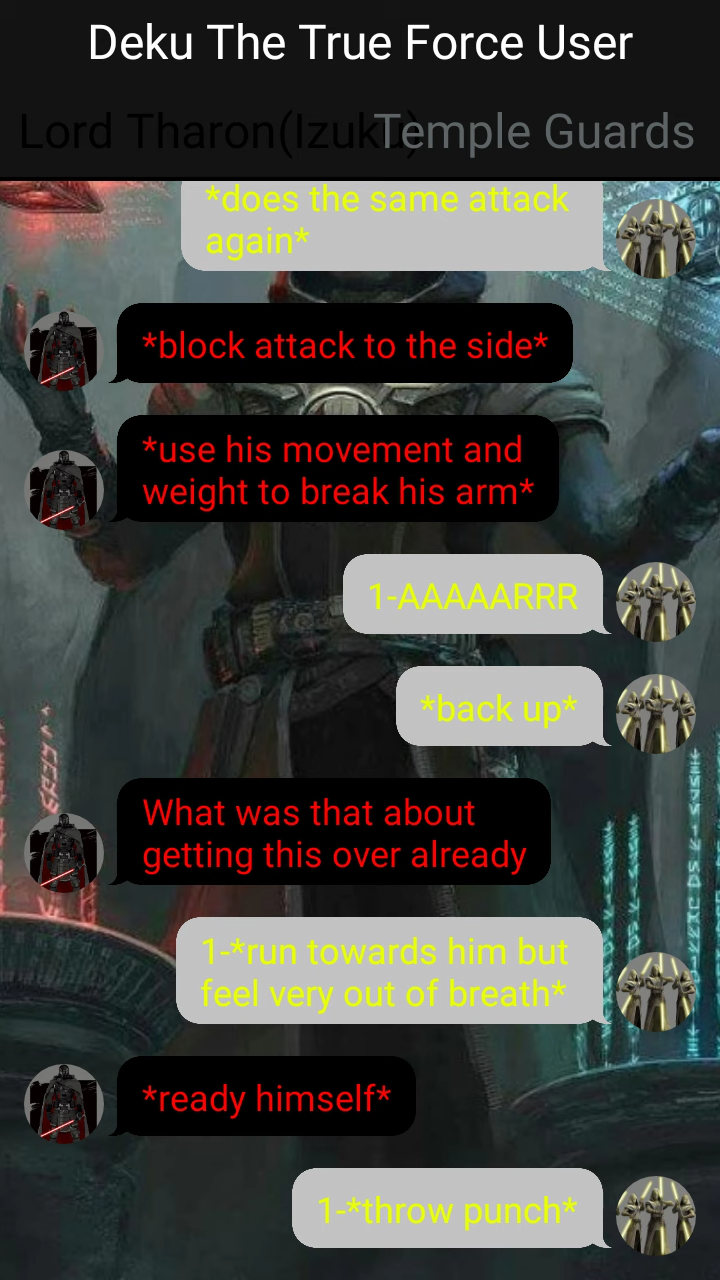 Deku The True Force User
Lord Tharon(Izuku)
Temple Guards
*does the same attack
again*
*block attack to the side*
*use his movement and
weight to break his arm*
1-AAAAARRR
*back up*
What was that about
getting this over already
1-*run towards him but
feel very out of breath*
*ready himself*
1-*throw punch*